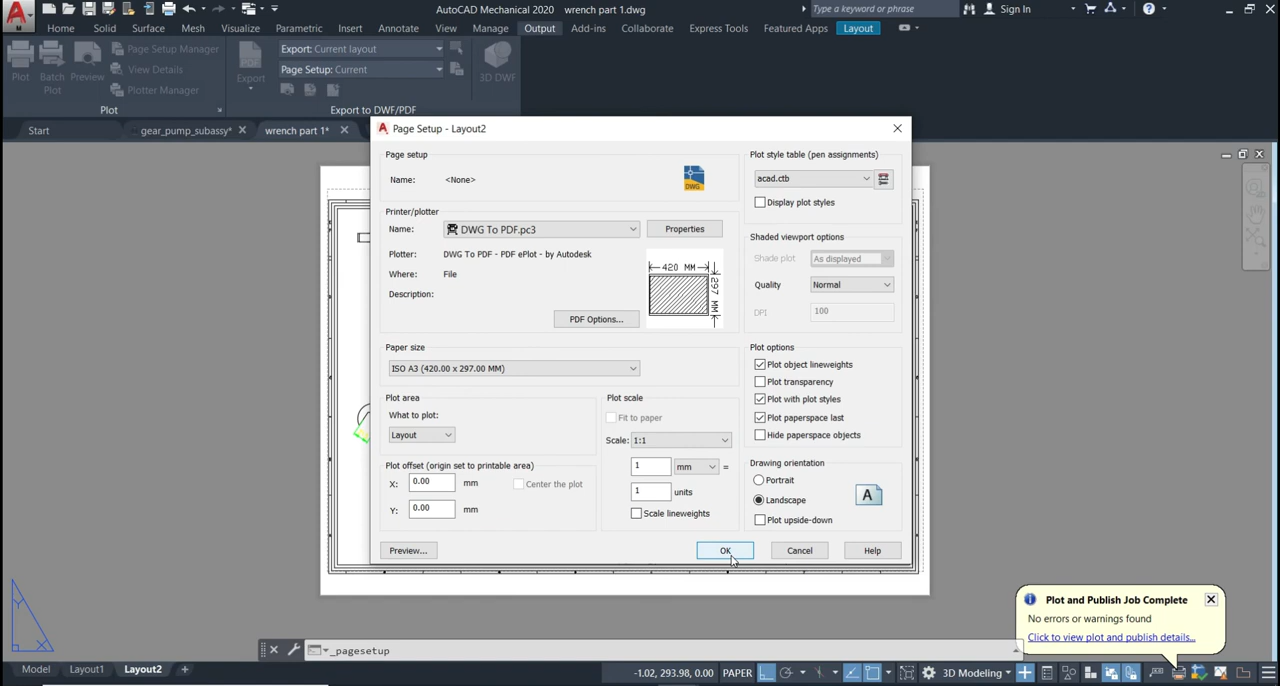 AutoCAD Mechanical 2020 wrench part 1.dwg
Type a keyword or phrase
Sign In
Home Solid Surface Mesh Visualize Parametric Insert Annotate View Manage Output Add-ins Collaborate Express Tools Featured Apps Layout
Plot
Batch
Plot
Preview
Page Setup Manager
View Details
Plotter Manager
Export
Export: Current layout
Page Setup: Current
3D DWF
Plot
Export to DWF/PDF
Start gear_pump_subassy* wrench part 1*
Page Setup - Layout2
Page setup
Name: <None>
DWG
Printer/plotter
Name: DWG To PDF.pc3
Properties
Plotter: DWG To PDF - PDF ePlot - by Autodesk
Where: File
Description:
420 MM
297 MM
PDF Options...
Paper size
ISO A3 (420.00 x 297.00 MM)
Plot area
What to plot:
Layout
Plot offset (origin set to printable area)
X: 0.00 mm
Center the plot
Y: 0.00 mm
Plot scale
Fit to paper
Scale: 1:1
1 mm =
1 units
Scale lineweights
Plot style table (pen assignments)
acad.ctb
Display plot styles
Shaded viewport options
Shade plot As displayed
Quality Normal
DPI 100
Plot options
Plot object lineweights
Plot transparency
Plot with plot styles
Plot paperspace last
Hide paperspace objects
Drawing orientation
Portrait
Landscape
A
Plot upside-down
Preview...
OK
Cancel
Help
Plot and Publish Job Complete
No errors or warnings found
Click to view plot and publish details...
Y
X
_pagesetup
Model Layout1 Layout2 +
-1.02, 293.98, 0.00 PAPER
3D Modeling